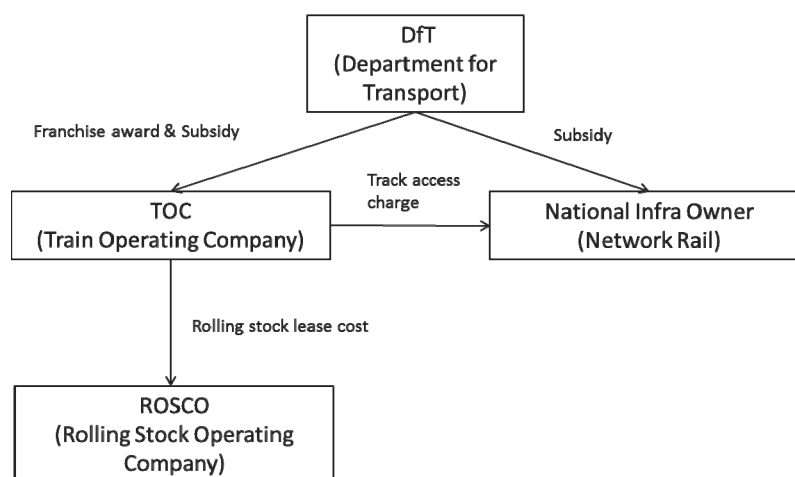 DfT
(Department for
Transport)
Franchise award & Subsidy
Subsidy
Track access
charge
TOC
(Train Operating Company)
National Infra Owner
(Network Rail)
Rolling stock lease cost
ROSCO
(Rolling Stock Operating
Company)